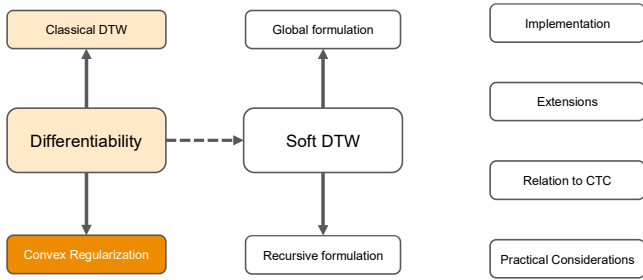 Classical DTW
Global formulation
Implementation
Extensions
Differentiability
Soft DTW
Relation to CTC
Convex Regularization
Recursive formulation
Practical Considerations